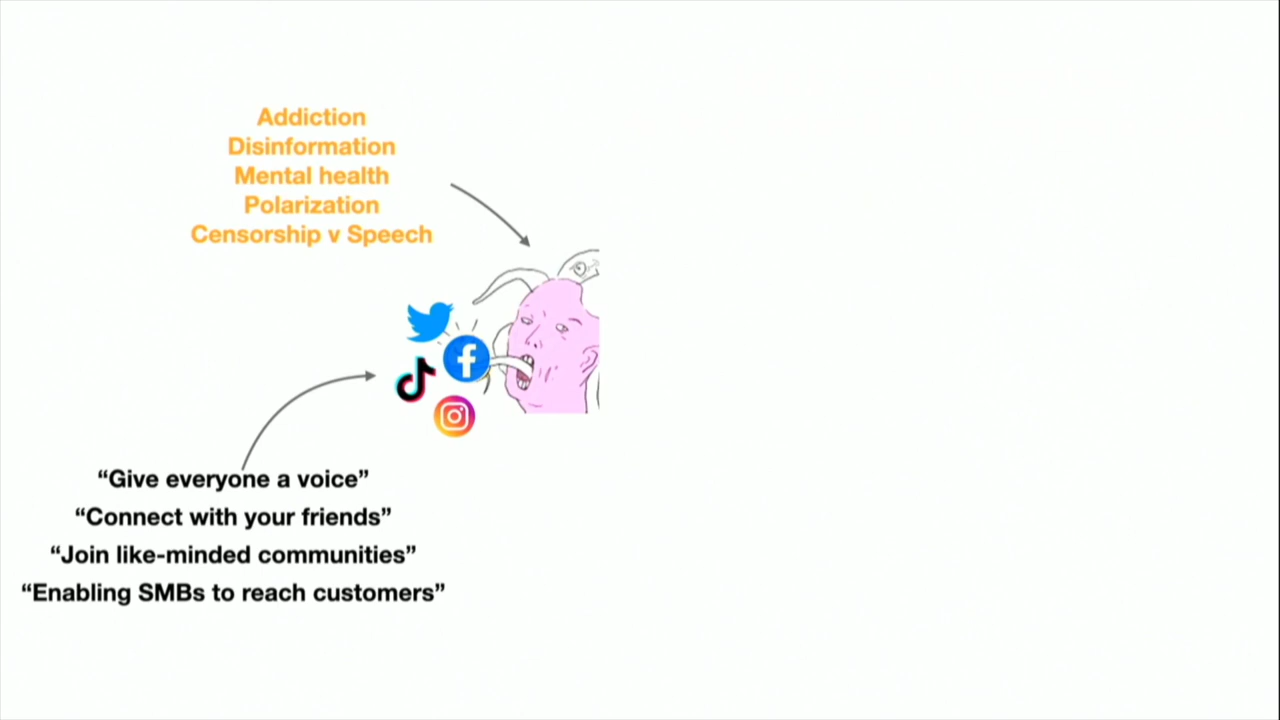 Addiction
Disinformation
Mental health
Polarization
Censorship v Speech
“Give everyone a voice”
“Connect with your friends”
“Join like-minded communities”
“Enabling SMBs to reach customers”